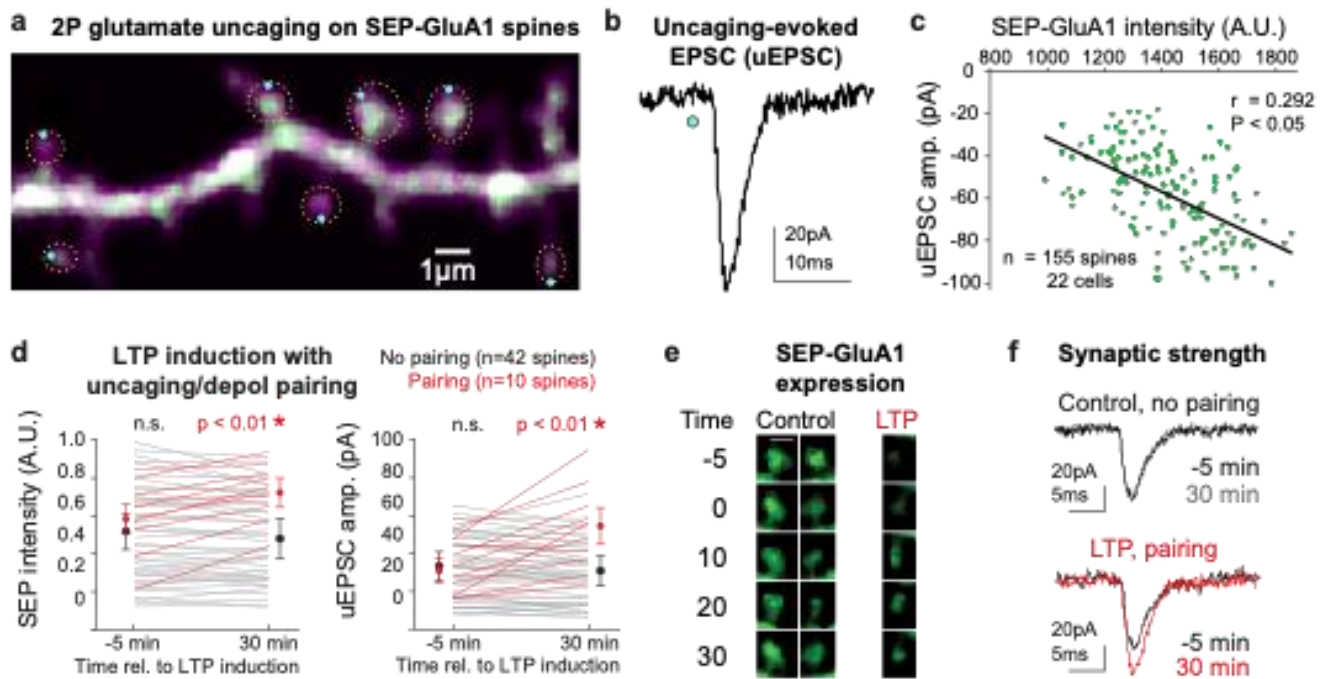 a 2P glutamate uncaging on SEP-GluA1 spines
1µm
b Uncaging-evoked
EPSC (uEPSC)
20pA
10ms
c SEP-GluA1 intensity (A.U.)
800 1000 1200 1400 1600 1800
0
-20
-40
-60
-80
-100
uEPSC amp. (pA)
r = 0.292
P < 0.05
n = 155 spines
22 cells
d LTP induction with
uncaging/depol pairing
No pairing (n=42 spines)
Pairing (n=10 spines)
n.s. p < 0.01 *
SEP intensity (A.U.)
1.0
0.8
0.6
0.4
0.2
0
-5 min 30 min
Time rel. to LTP induction
n.s. p < 0.01 *
uEPSC amp. (pA)
100
80
60
40
20
0
-5 min 30 min
Time rel. to LTP induction
e SEP-GluA1
expression
Time Control LTP
-5
0
10
20
30
f Synaptic strength
Control, no pairing
20pA
5ms
-5 min
30 min
LTP, pairing
20pA
5ms
-5 min
30 min